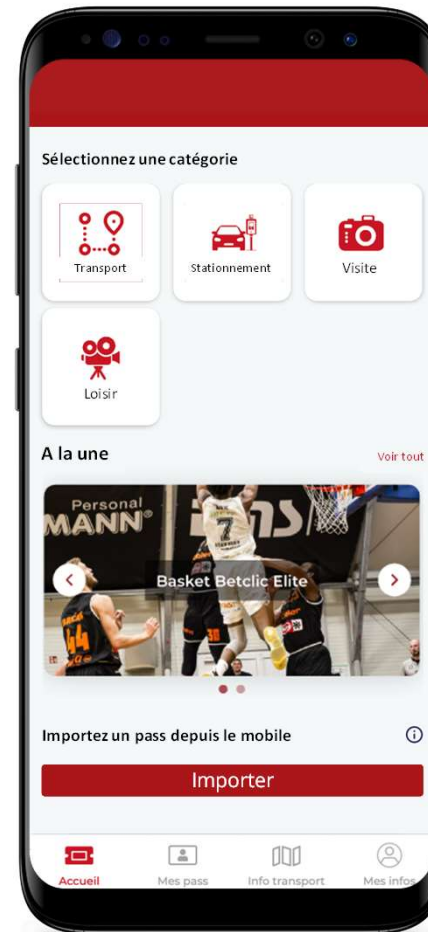 Sélectionnez une catégorie
Transport
Stationnement
Visite
Loisir
A la une
Voir tout
Personal
MANN®
7
44
30
Basket Betclic Elite
Importez un pass depuis le mobile
Importer
Accueil
Mes pass
Info transport
Mes infos